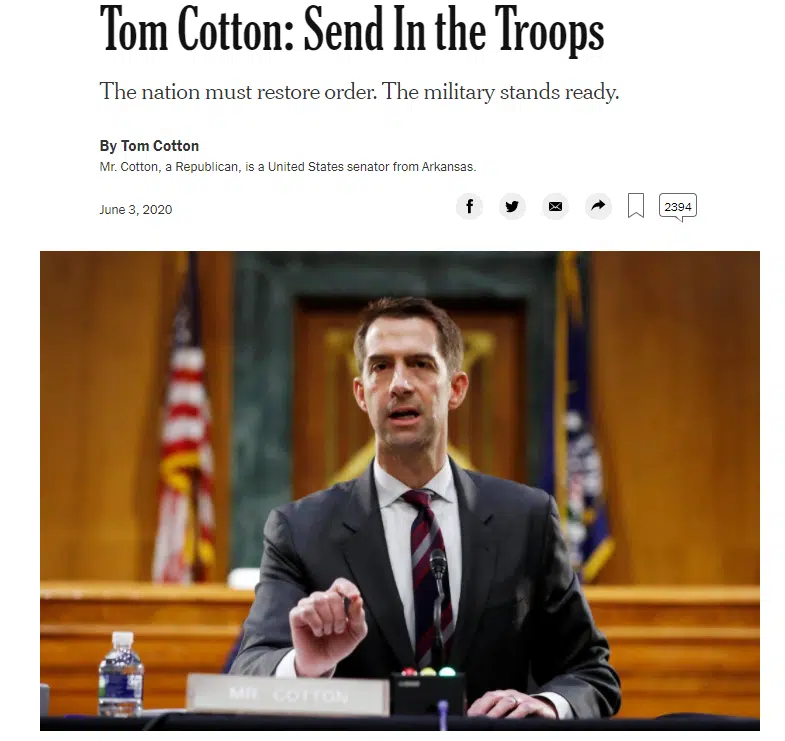 Tom Cotton: Send In the Troops
The nation must restore order. The military stands ready.
By Tom Cotton
Mr. Cotton, a Republican, is a United States senator from Arkansas.
June 3, 2020
2394
MR. COTTON